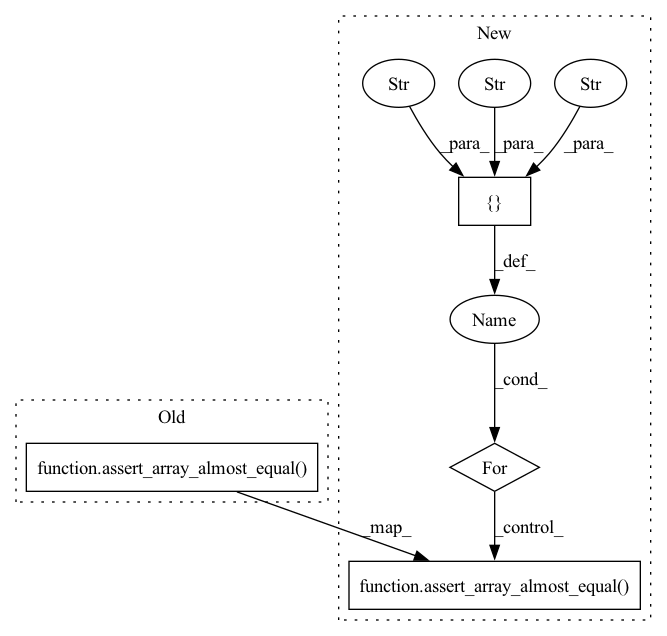 New
Str Str Str
_para_ _para_ _para_
{}
_def_
Name
_cond_
Old
function.assert_array_almost_equal()
For
_map_ _control_
function.assert_array_almost_equal()